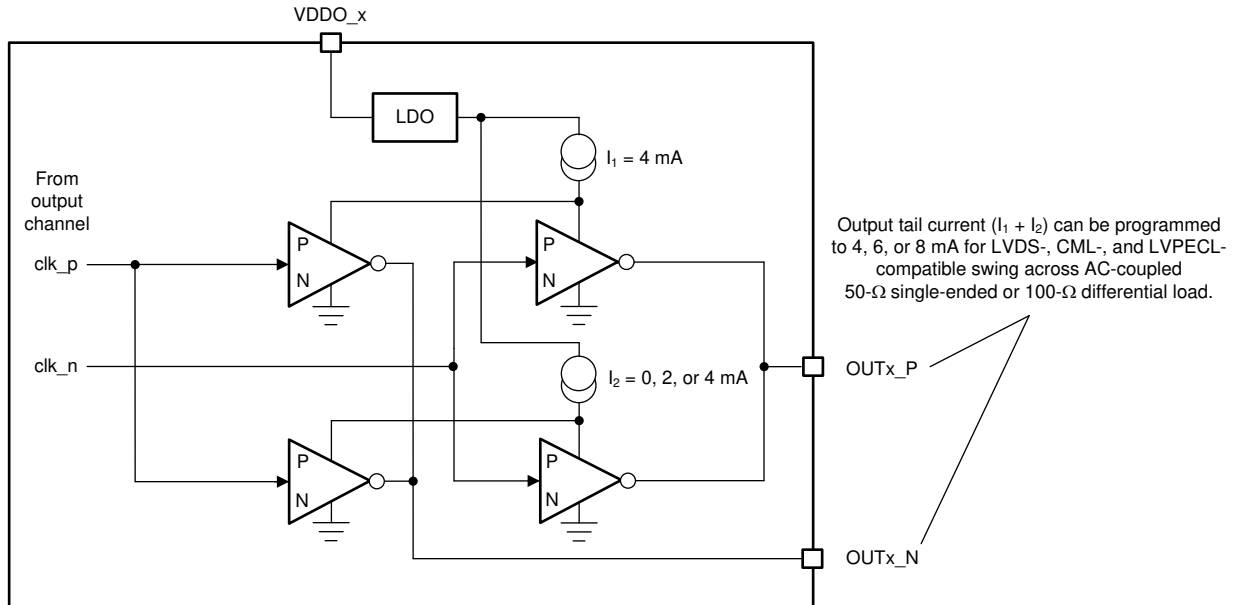 VDDO_x
LDO
I₁ = 4 mA
From
output
channel
P
N
P
N
clk_p
Output tail current (I₁ + I₂) can be programmed
to 4, 6, or 8 mA for LVDS-, CML-, and LVPECL-
compatible swing across AC-coupled
50-Ω single-ended or 100-Ω differential load.
clk_n
I₂ = 0, 2, or 4 mA
OUTx_P
P
N
P
N
OUTx_N